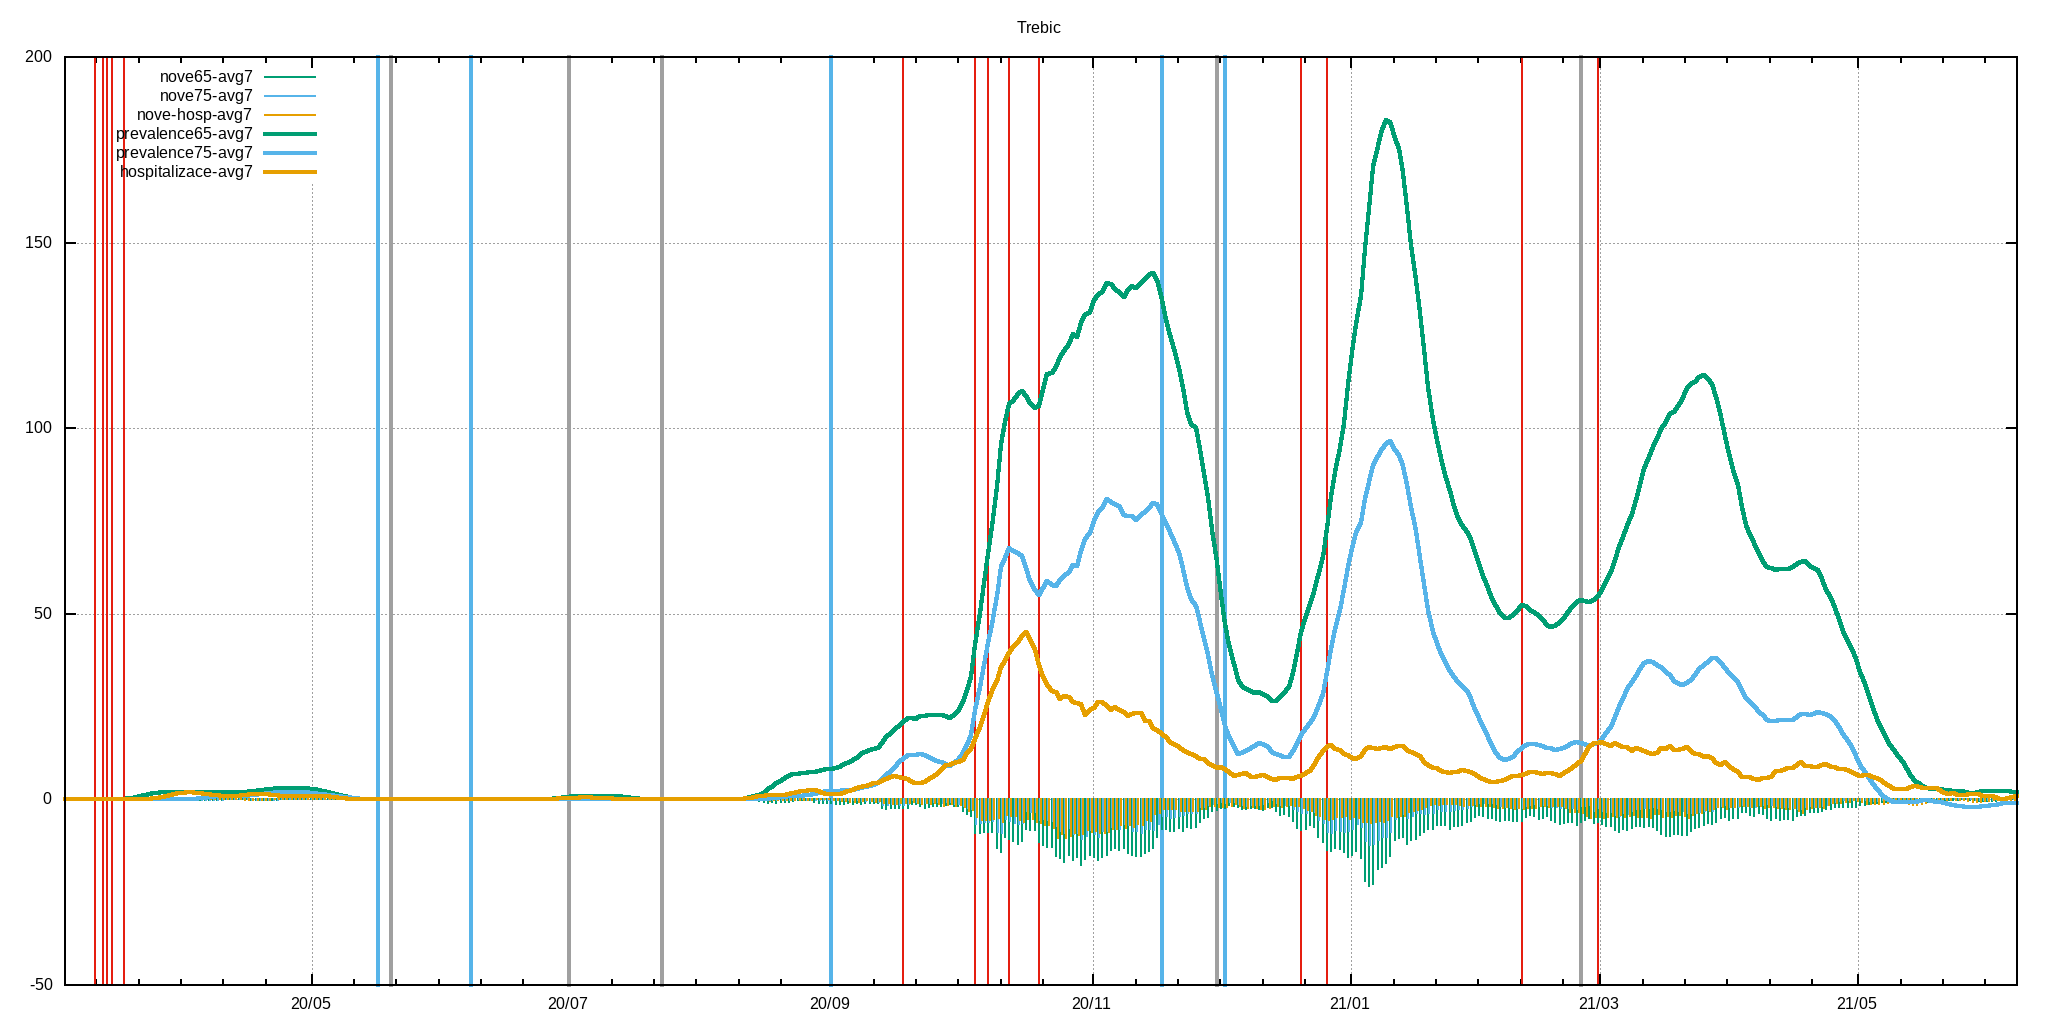 Trebic
200
150
100
50
0
-50
nove65-avg7
nove75-avg7
nove-hosp-avg7
prevalence65-avg7
prevalence75-avg7
hospitalizace-avg7
20/05 20/07 20/09 20/11 21/01 21/03 21/05